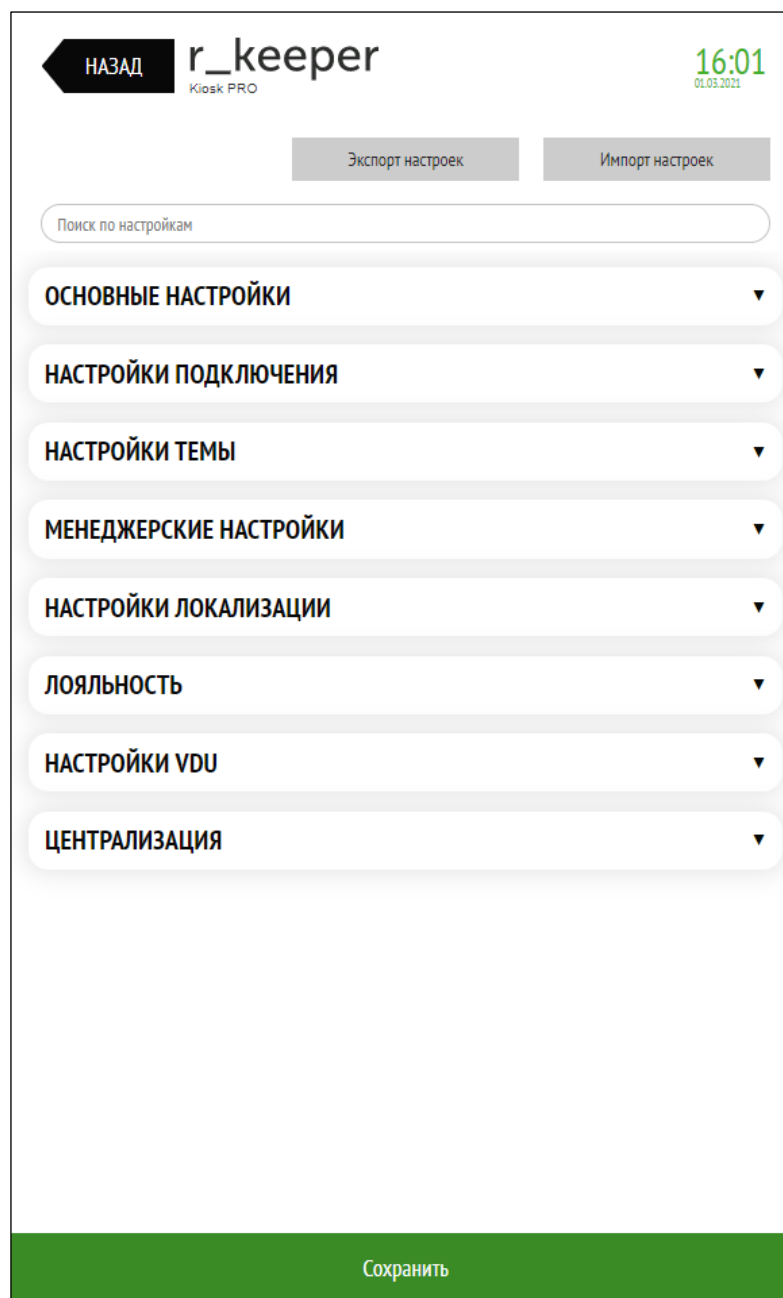 НАЗАД
r_keeper
Kiosk PRO
16:01
01.03.2021
Экспорт настроек
Импорт настроек
Поиск по настройкам
ОСНОВНЫЕ НАСТРОЙКИ
НАСТРОЙКИ ПОДКЛЮЧЕНИЯ
НАСТРОЙКИ ТЕМЫ
МЕНЕДЖЕРСКИЕ НАСТРОЙКИ
НАСТРОЙКИ ЛОКАЛИЗАЦИИ
ЛОЯЛЬНОСТЬ
НАСТРОЙКИ VDU
ЦЕНТРАЛИЗАЦИЯ
Сохранить